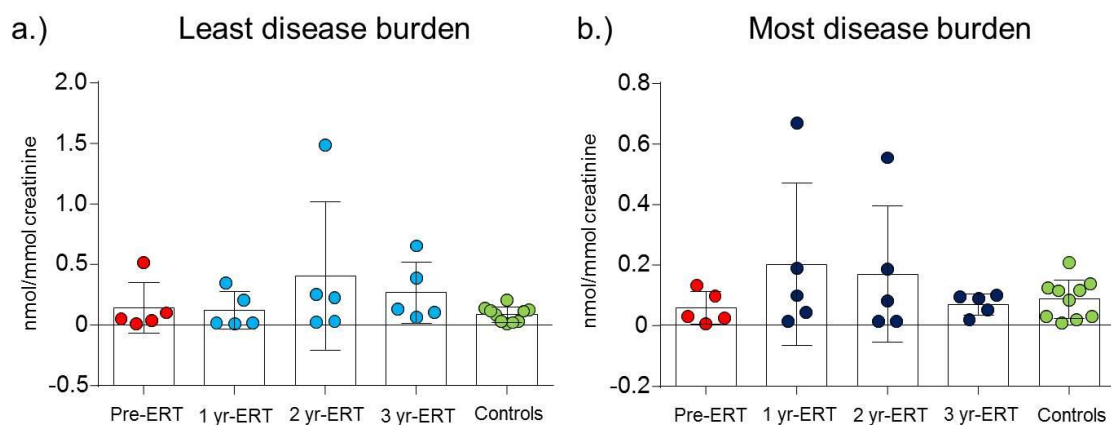 a.) Least disease burden
nmol/mmol creatinine
2.0
1.5
1.0
0.5
0
-0.5
Pre-ERT 1 yr-ERT 2 yr-ERT 3 yr-ERT Controls
b.) Most disease burden
nmol/mmol creatinine
0.8
0.6
0.4
0.2
0.0
-0.2
Pre-ERT 1 yr-ERT 2 yr-ERT 3 yr-ERT Controls